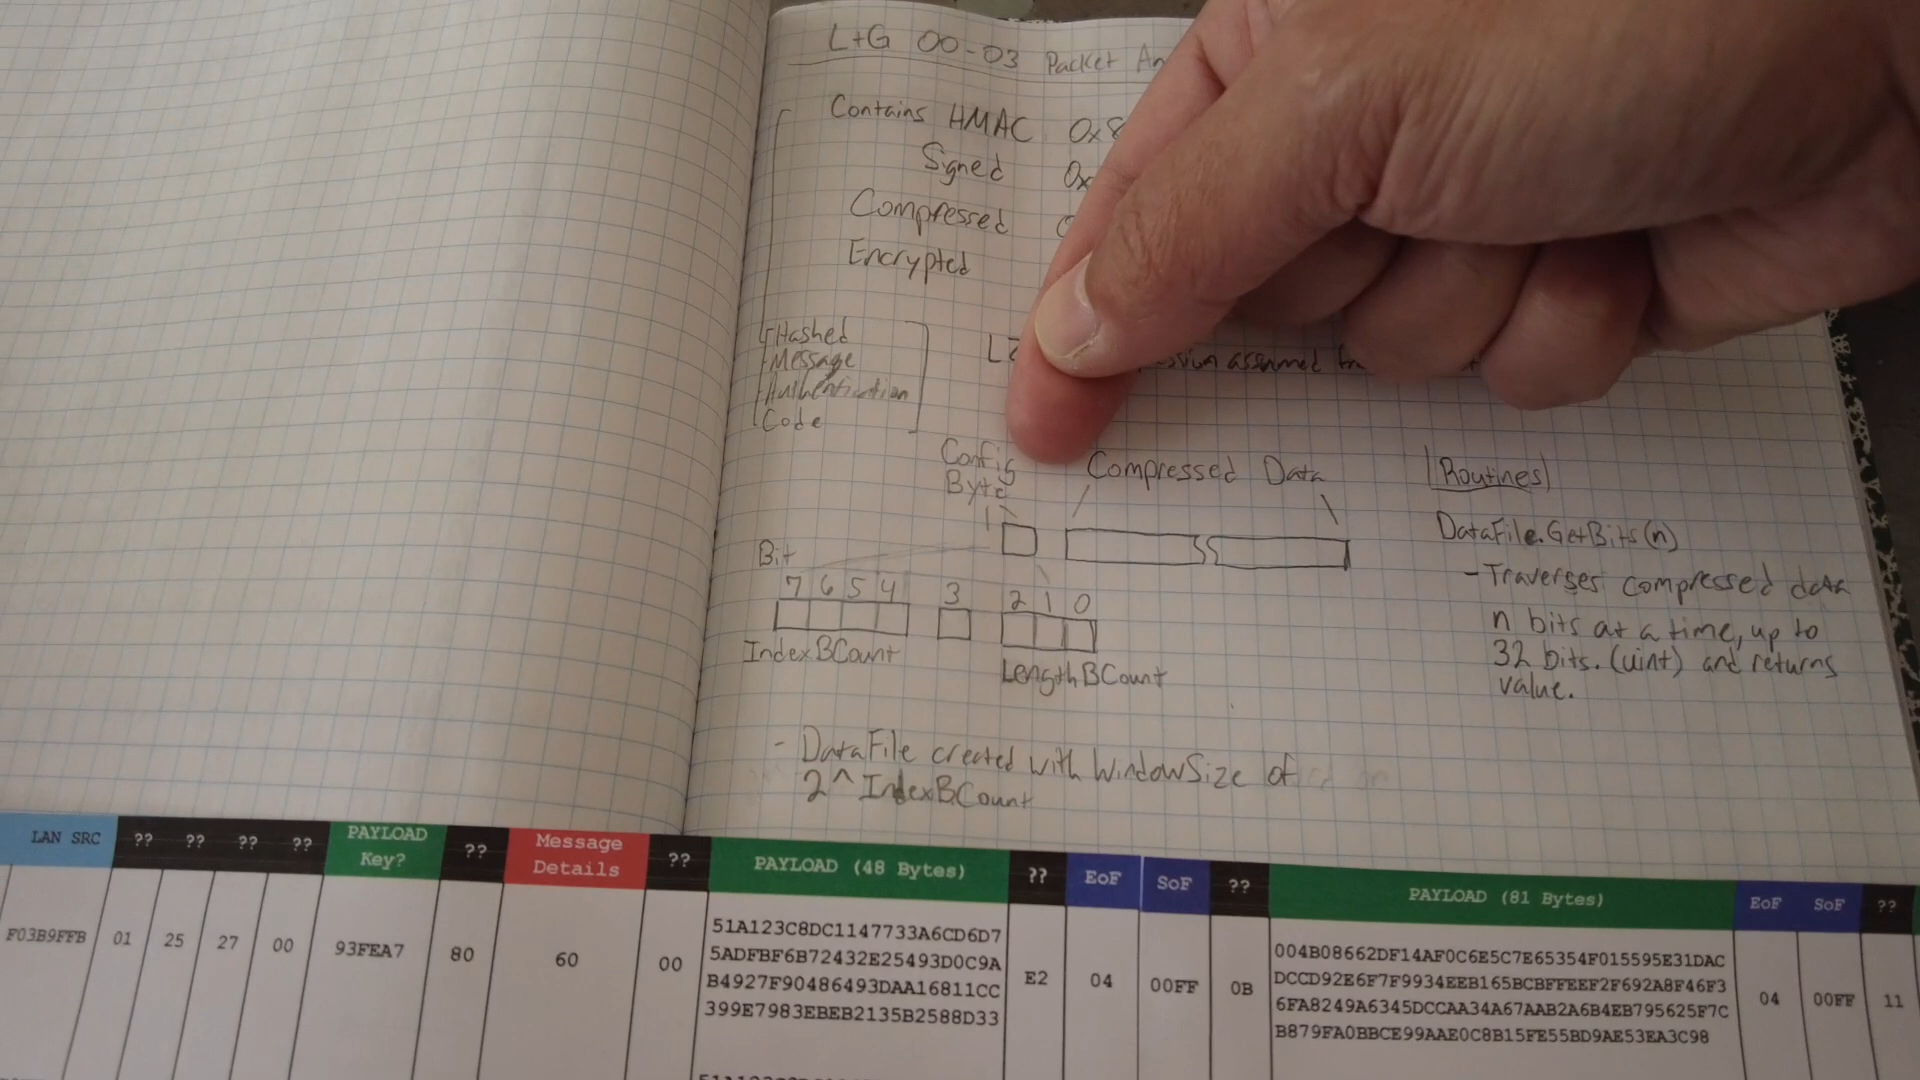 L+G 00-03 Packet An
Contains HMAC 0x8
Signed 0x
Compressed
Encrypted
Hashed
Message
Authentication
Code
assumed
Config
Byte
Compressed Data
Bit
7 6 5 4 3 2 1 0
IndexBCount
LengthBCount
Routines
DataFile.GetBits(n)
- Traverses compressed data
n bits at a time, up to
32 bits. (uint) and returns
value.
- DataFile created with WindowSize of
2^IndexBCount
LAN SRC ?? ?? ?? ?? PAYLOAD Key? ?? Message Details ?? PAYLOAD (48 Bytes) ?? EoF SoF ?? PAYLOAD (81 Bytes) EoF SoF ??
F03B9FFB 01 25 27 00 93FEA7 80 60 00
51A123C8DC1147733A6CD6D7
5ADFBF6B72432E25493D0C9A
B4927F90486493DAA16811CC
399E7983EBEB2135B2588D33
E2 04 00FF 0B
004B08662DF14AF0C6E5C7E65354F015595E31DAC
DCCD92E6F7F9934EEB165BCBFFEEF2F692A8F46F3
6FA8249A6345DCCAA34A67AAB2A6B4EB795625F7C
B879FA0BBCE99AAE0C8B15FE55BD9AE53EA3C98
04 00FF 11